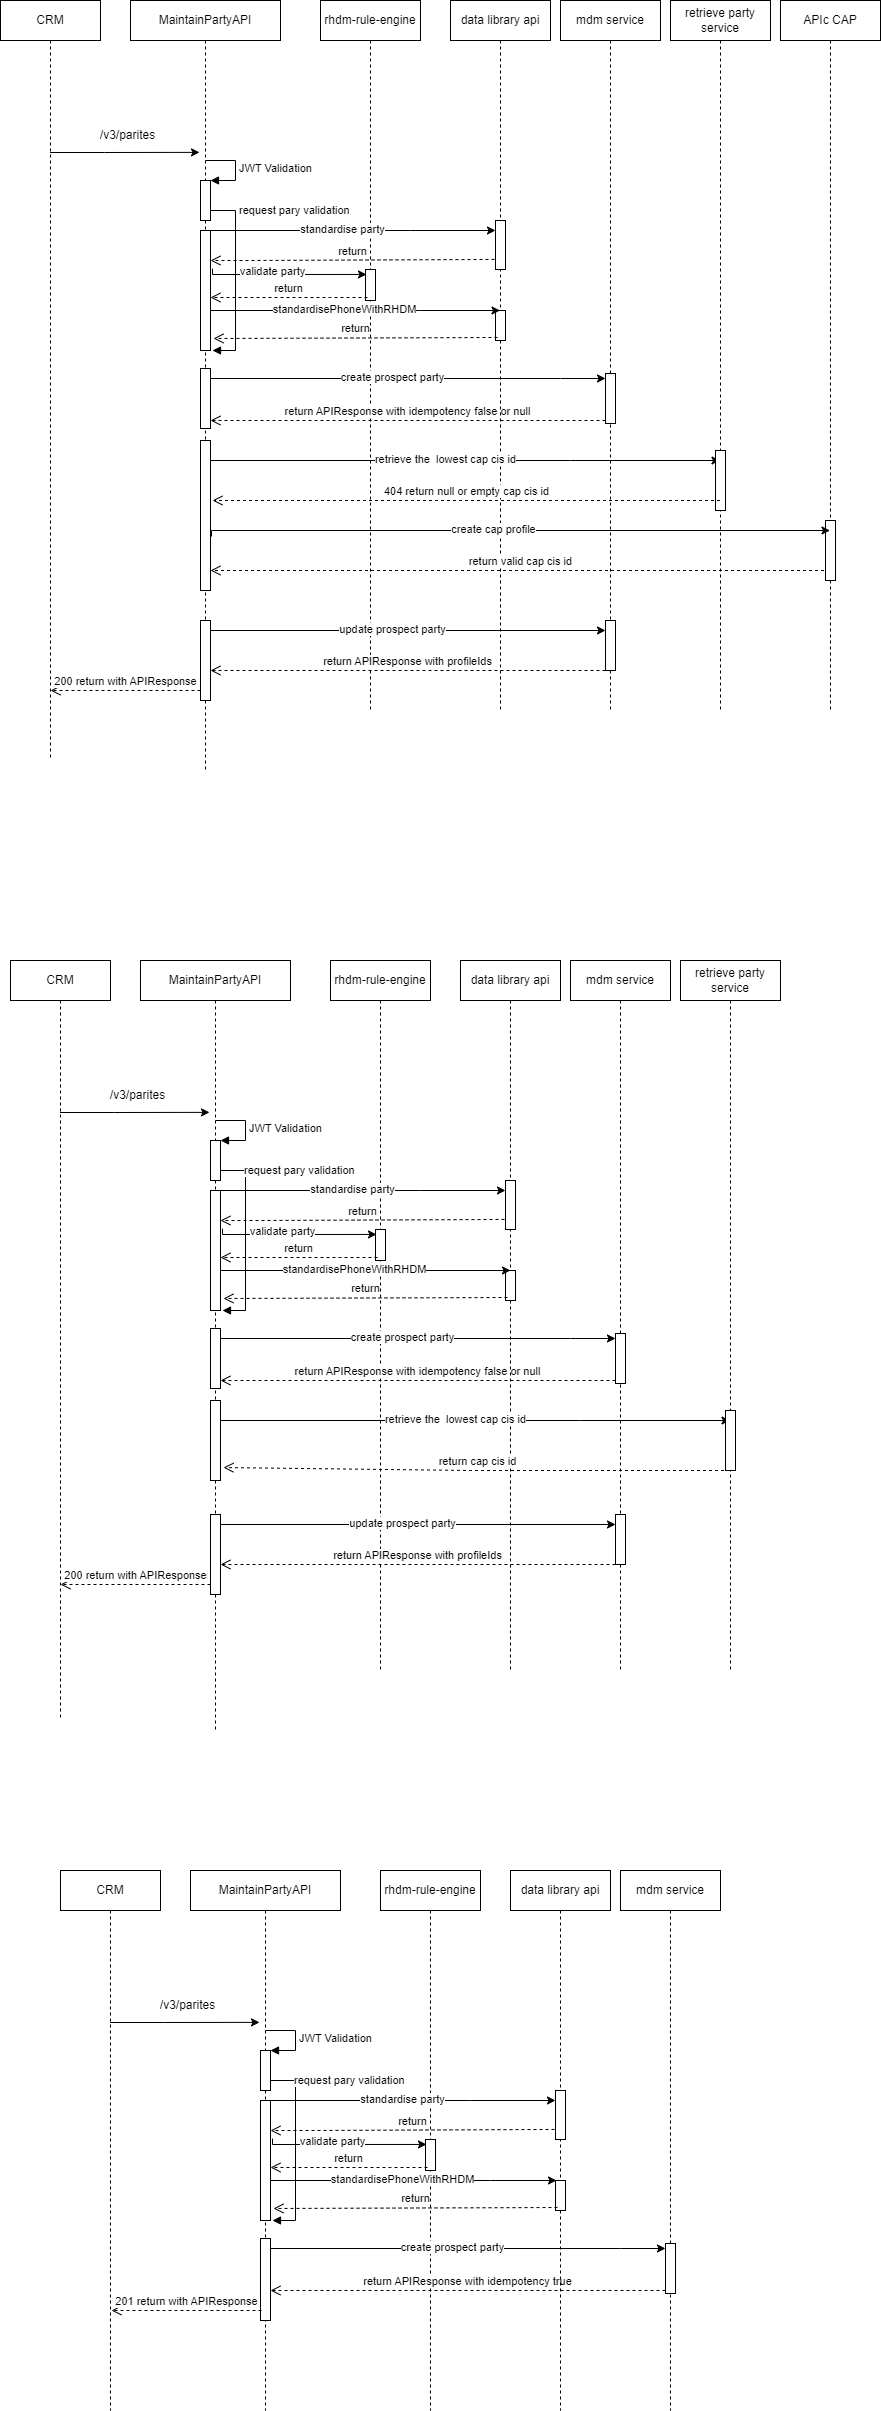 CRM
MaintainPartyAPI
rhdm-rule-engine
data library api
mdm service
retrieve party
service
APIc CAP
/v3/parites
JWT Validation
request pary validation
standardise party
return
validate party
return
standardisePhoneWithRHDM
return
create prospect party
return APIResponse with idempotency false or null
retrieve the lowest cap cis id
404 return null or empty cap cis id
create cap profile
return valid cap cis id
update prospect party
return APIResponse with profileIds
200 return with APIResponse
CRM
MaintainPartyAPI
rhdm-rule-engine
data library api
mdm service
retrieve party
service
/v3/parites
JWT Validation
request pary validation
standardise party
return
validate party
return
standardisePhoneWithRHDM
return
create prospect party
return APIResponse with idempotency false or null
retrieve the lowest cap cis id
return cap cis id
update prospect party
return APIResponse with profileIds
200 return with APIResponse
CRM
MaintainPartyAPI
rhdm-rule-engine
data library api
mdm service
/v3/parites
JWT Validation
request pary validation
standardise party
return
validate party
return
standardisePhoneWithRHDM
return
create prospect party
return APIResponse with idempotency true
201 return with APIResponse